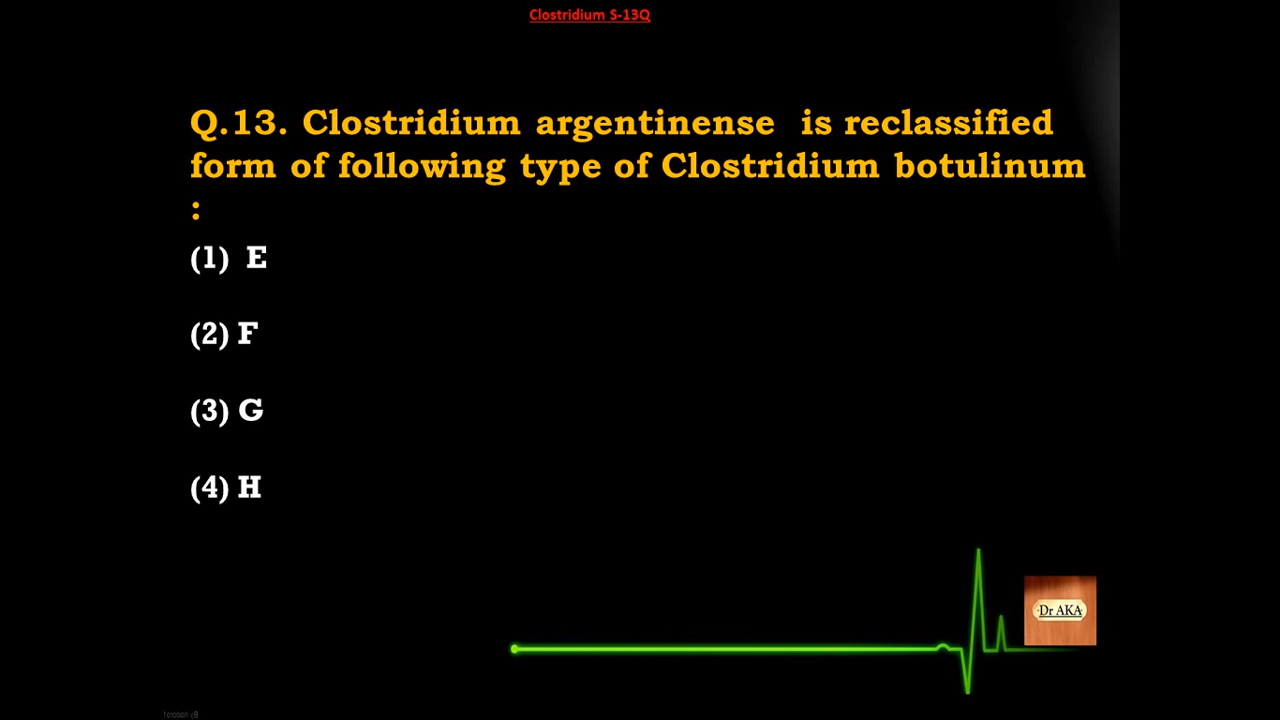 Clostridium S-13Q
Q.13. Clostridium argentinense is reclassified
form of following type of Clostridium botulinum
:
(1) E
(2) F
(3) G
(4) H
Dr AKA